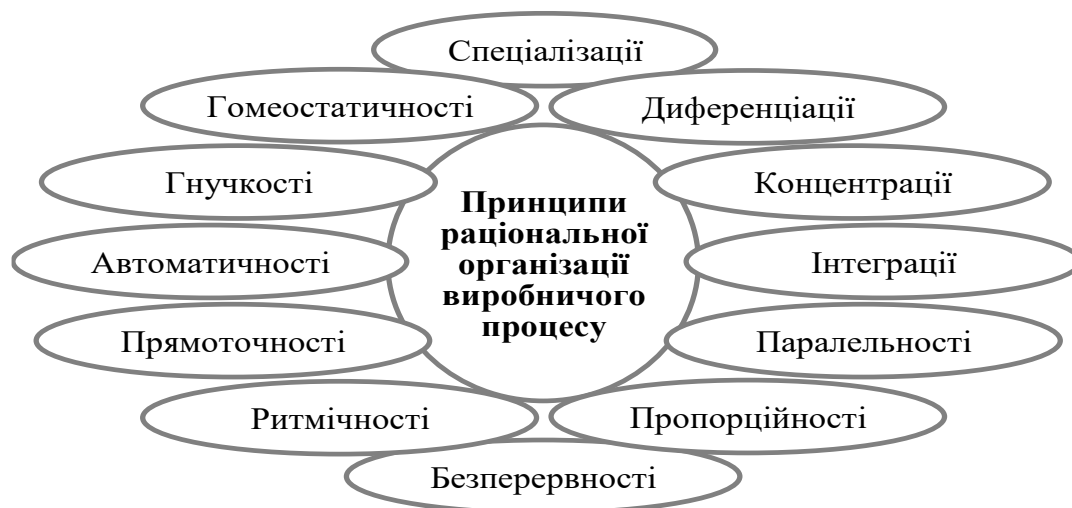 Спеціалізації
Гомеостатичності
Диференціації
Гнучкості
Концентрації
Принципи
раціональної
організації
виробничого
процесу
Автоматичності
Інтеграції
Прямоточності
Паралельності
Ритмічності
Пропорційності
Безперервності